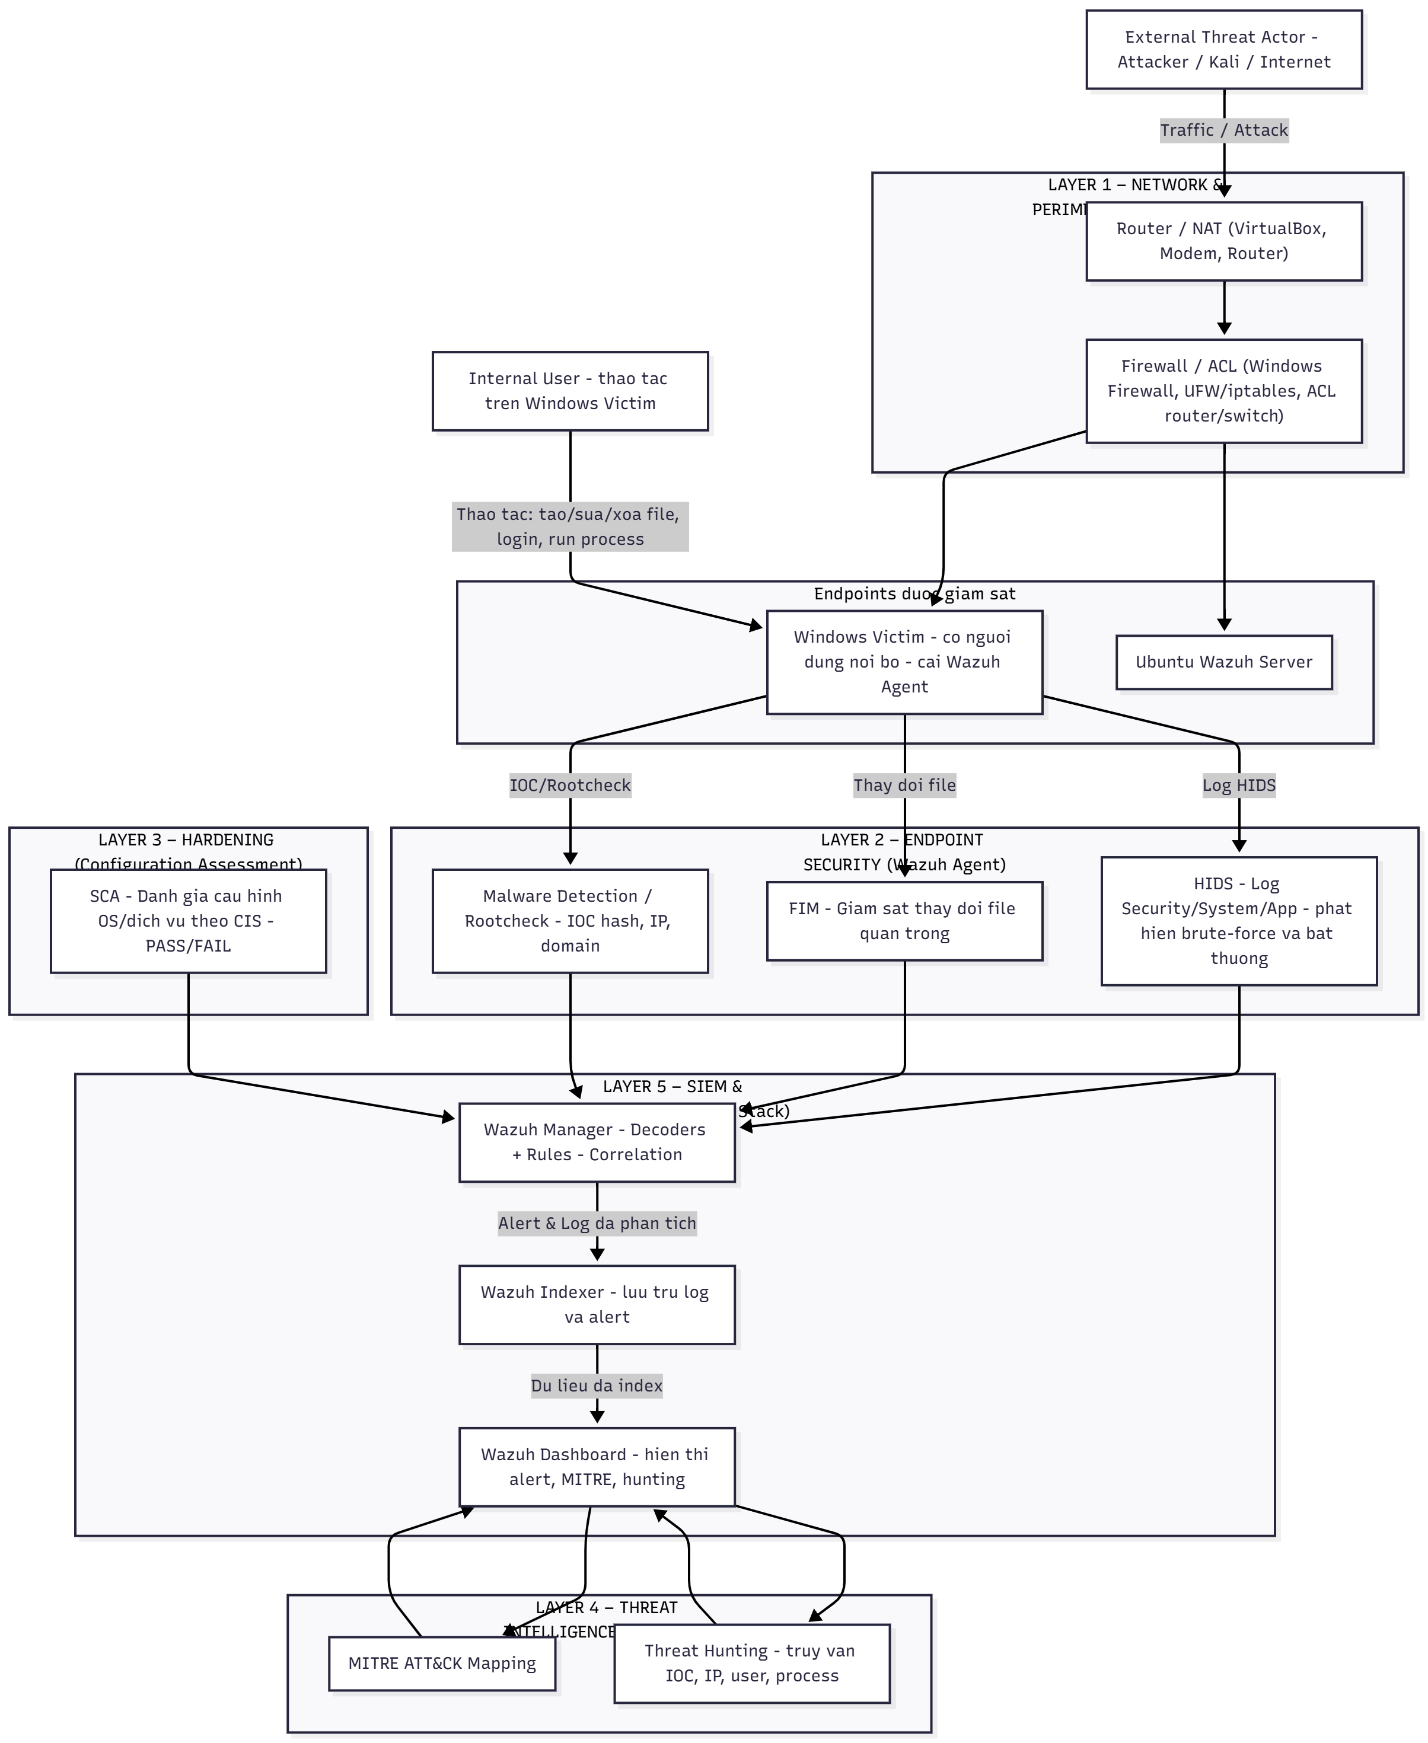 External Threat Actor -
Attacker / Kali / Internet
Traffic / Attack
LAYER 1 – NETWORK &
Router / NAT (VirtualBox,
Modem, Router)
Firewall / ACL (Windows
Firewall, UFW/iptables, ACL
router/switch)
Internal User - thao tac
tren Windows Victim
Thao tac: tao/sua/xoa file,
login, run process
Endpoints duoc giam sat
Windows Victim - co nguoi
dung noi bo - cai Wazuh
Agent
Ubuntu Wazuh Server
IOC/Rootcheck
Thay doi file
Log HIDS
LAYER 3 – HARDENING
(Configuration Assessment)
SCA - Danh gia cau hinh
OS/dich vu theo CIS -
PASS/FAIL
LAYER 2 – ENDPOINT
SECURITY (Wazuh Agent)
Malware Detection /
Rootcheck - IOC hash, IP,
domain
FIM - Giam sat thay doi file
quan trong
HIDS - Log
Security/System/App - phat
hien brute-force va bat
thuong
LAYER 5 – SIEM &
Stack)
Wazuh Manager - Decoders
+ Rules - Correlation
Alert & Log da phan tich
Wazuh Indexer - luu tru log
va alert
Du lieu da index
Wazuh Dashboard - hien thi
alert, MITRE, hunting
LAYER 4 – THREAT
INTELLIGENCE
MITRE ATT&CK Mapping
Threat Hunting - truy van
IOC, IP, user, process